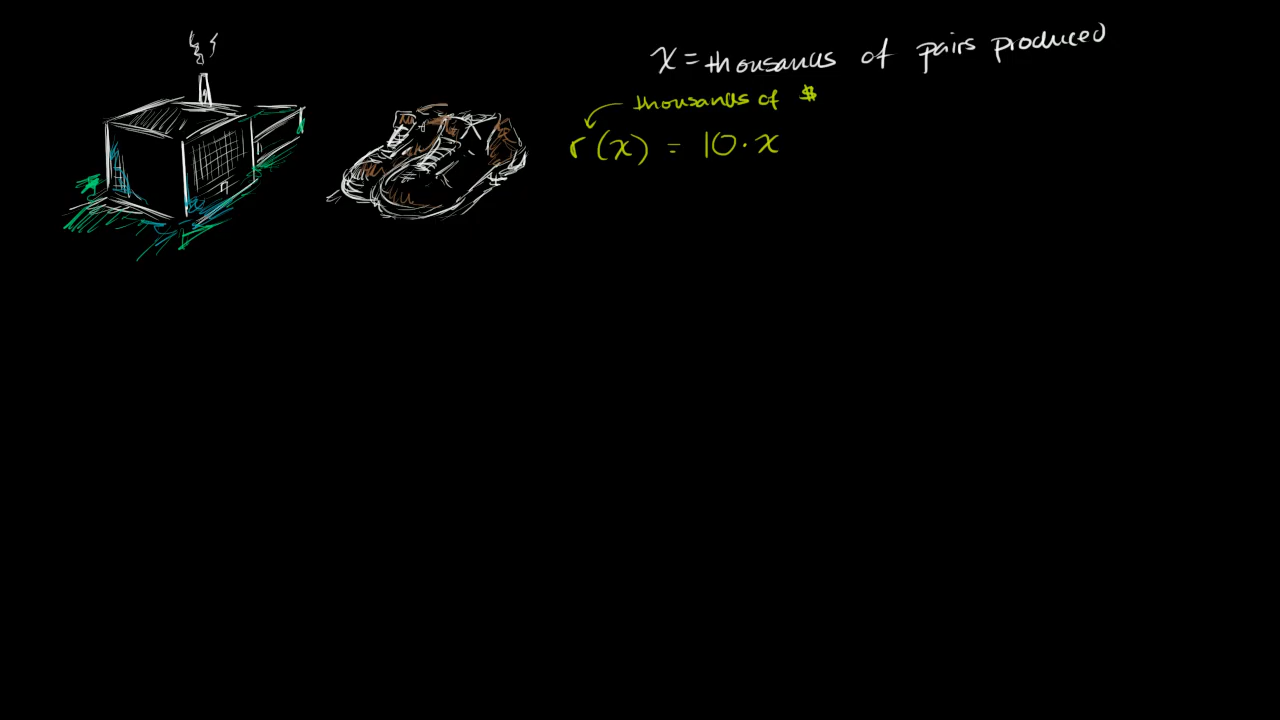 x = thousands of pairs produced
thousands of $
r(x) = 10·x